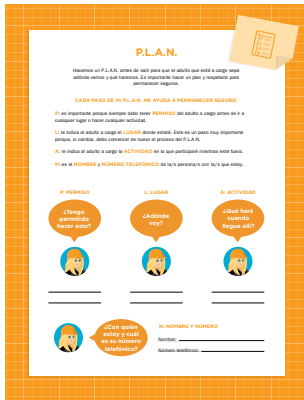 P.L.A.N.
Hacemos un P.L.A.N. antes de salir para que el adulto que está a cargo sepa
adónde vamos y qué haremos. Es importante hacer un plan y respetarlo para
permanecer seguros.
CADA PASO DE MI P.L.A.N. ME AYUDA A PERMANECER SEGURO.
P: es importante porque siempre debo tener PERMISO del adulto a cargo antes de ir a
cualquier lugar o hacer cualquier actividad.
L: le indica al adulto a cargo el LUGAR donde estaré. Este es un paso muy importante
porque, si cambia, debo comenzar de nuevo el proceso del P.L.A.N.
A: le indica al adulto a cargo la ACTIVIDAD en la que participaré mientras esté fuera.
N: es el NOMBRE y NÚMERO TELEFÓNICO de la/s persona/s con la/s que estoy.
P: PERMISO
L: LUGAR
A: ACTIVIDAD
¿Tengo
permitido
hacer esto?
¿Adónde
voy?
¿Qué haré
cuando
llegue allí?
¿Con quién
estoy y cuál
es su número
telefónico?
N: NOMBRE Y NÚMERO
Nombre:
Número telefónico: